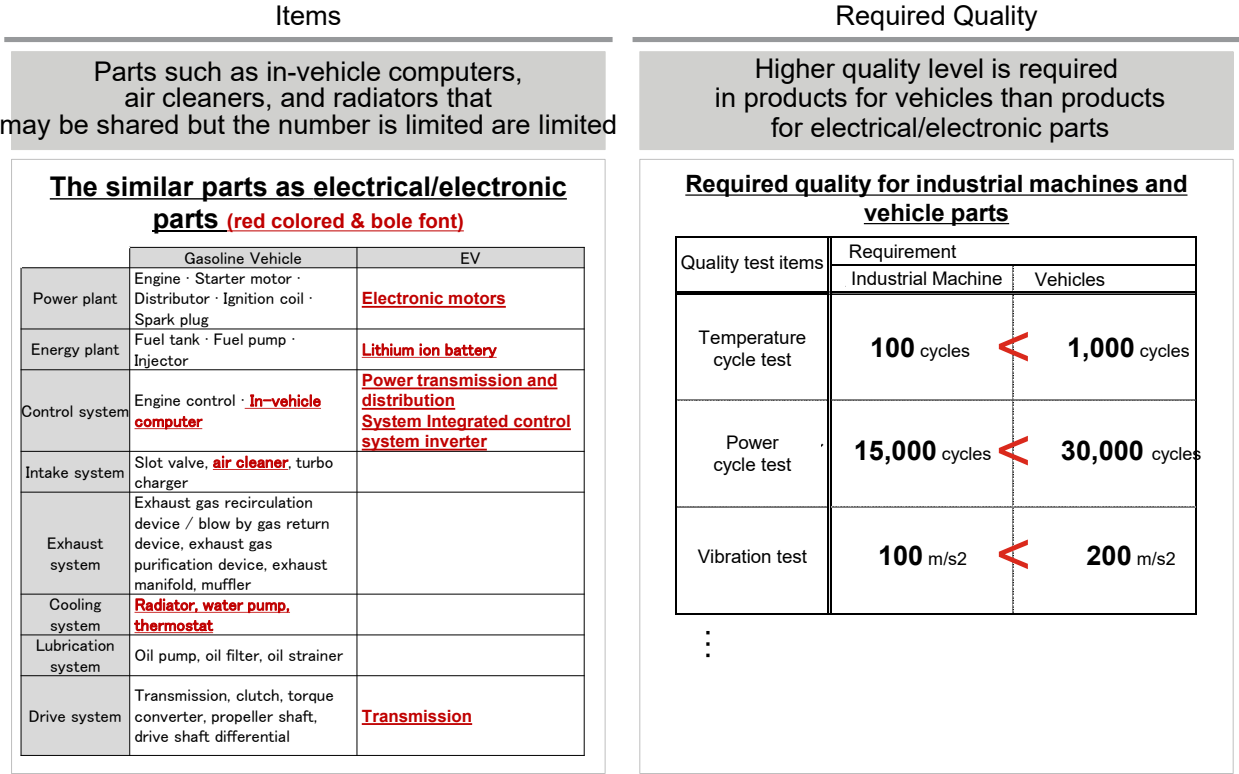 Items
Parts such as in-vehicle computers,
air cleaners, and radiators that
may be shared but the number is limited are limited
The similar parts as electrical/electronic
parts (red colored & bole font)
Gasoline Vehicle
EV
Power plant
Engine・Starter motor・
Distributor・Ignition coil・
Spark plug
Electronic motors
Energy plant
Fuel tank・Fuel pump・
Injector
Lithium ion battery
Control system
Engine control・In-vehicle
computer
Power transmission and
distribution
System Integrated control
system inverter
Intake system
Slot valve, air cleaner, turbo
charger
Exhaust
system
Exhaust gas recirculation
device / blow by gas return
device, exhaust gas
purification device, exhaust
manifold, muffler
Cooling
system
Radiator, water pump,
thermostat
Lubrication
system
Oil pump, oil filter, oil strainer
Drive system
Transmission, clutch, torque
converter, propeller shaft,
drive shaft differential
Transmission
Required Quality
Higher quality level is required
in products for vehicles than products
for electrical/electronic parts
Required quality for industrial machines and
vehicle parts
Quality test items
Requirement
Industrial Machine
Vehicles
Temperature
cycle test
100 cycles < 1,000 cycles
Power
cycle test
15,000 cycles < 30,000 cycles
Vibration test
100 m/s2 < 200 m/s2
⋮